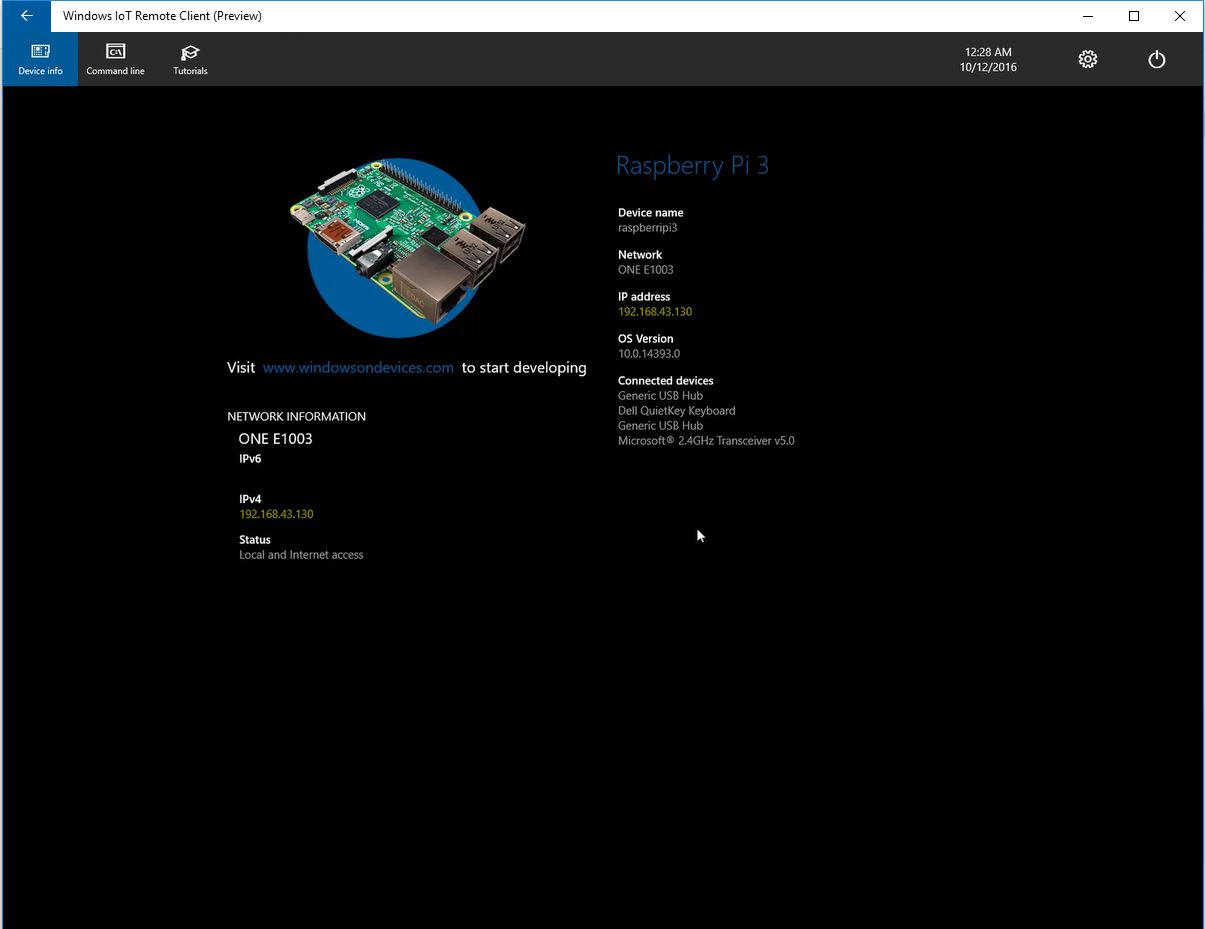 Windows IoT Remote Client (Preview)
Device info
Command line
Tutorials
12:28 AM
10/12/2016
Raspberry Pi 3
Device name
raspberripi3
Network
ONE E1003
IP address
192.168.43.130
OS Version
10.0.14393.0
Connected devices
Generic USB Hub
Dell QuietKey Keyboard
Generic USB Hub
Microsoft® 2.4GHz Transceiver v5.0
Visit www.windowsondevices.com to start developing
NETWORK INFORMATION
ONE E1003
IPv6
IPv4
192.168.43.130
Status
Local and Internet access